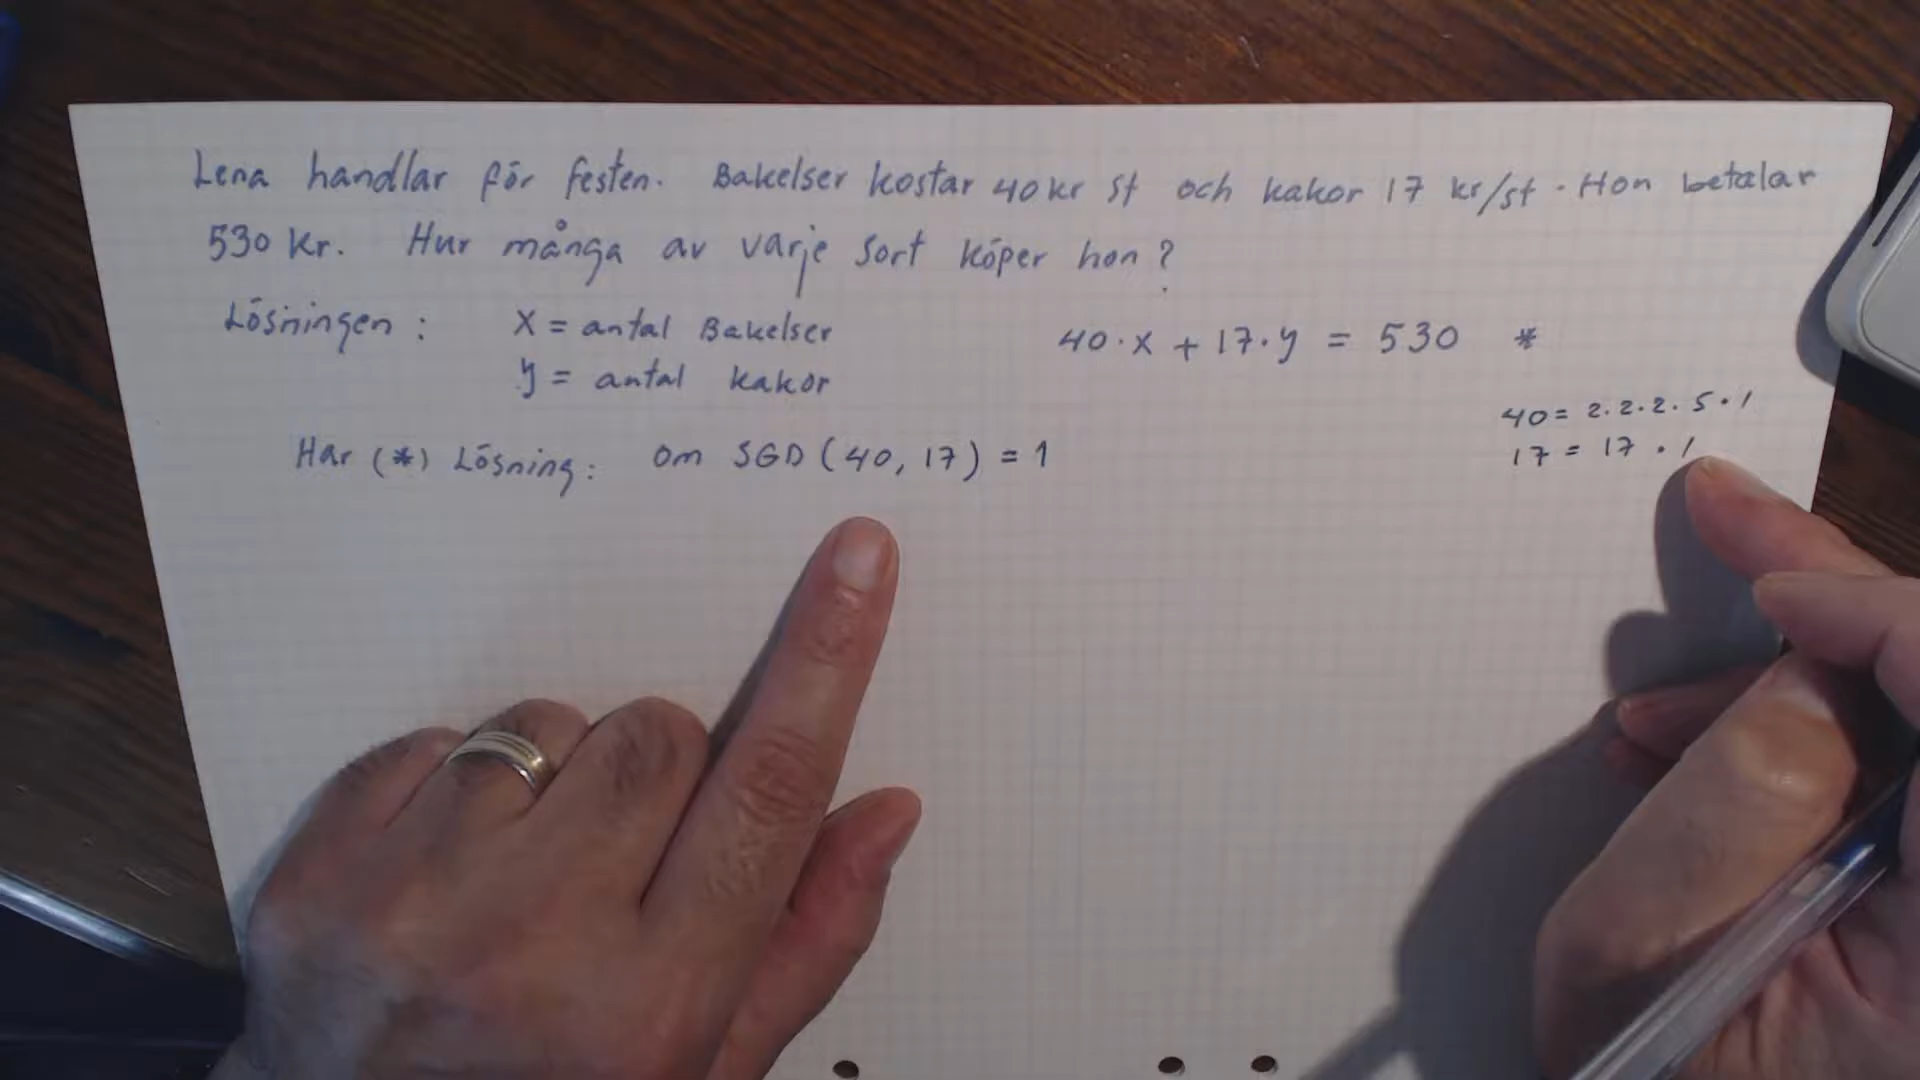 Lena handlar för festen. Bakelser kostar 40 kr st och kakor 17 kr/st. Hon betalar
530 kr. Hur många av varje sort köper hon?
Lösningen: x = antal Bakelser 40·x + 17·y = 530 *
y = antal kakor
40 = 2·2·2·5·1
Har (*) Lösning: om SGD (40, 17) = 1 17 = 17·1